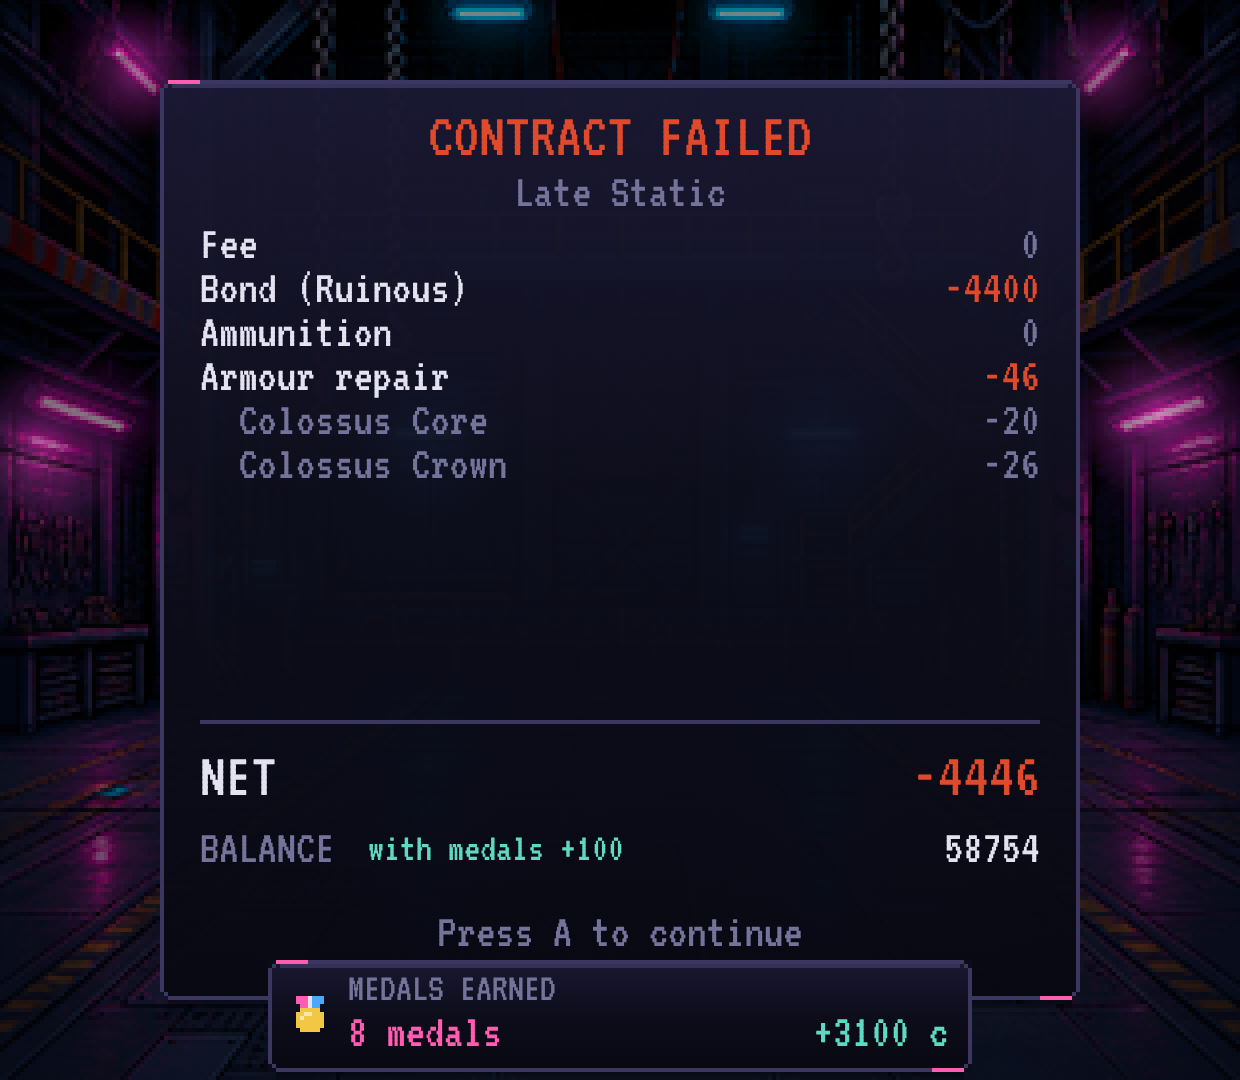 CONTRACT FAILED
Late Static
Fee 0
Bond (Ruinous) -4400
Ammunition 0
Armour repair -46
Colossus Core -20
Colossus Crown -26
NET -4446
BALANCE with medals +100 58754
Press A to continue
MEDALS EARNED
8 medals +3100 c